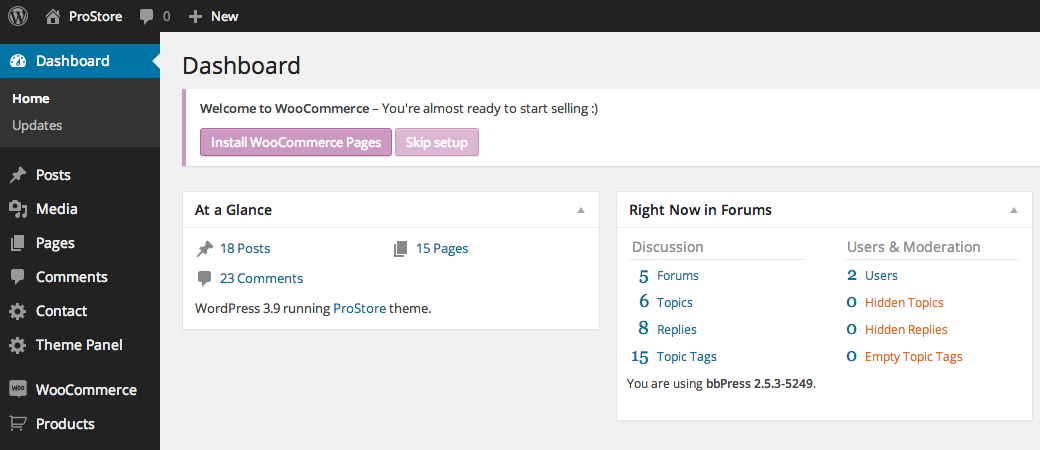 ProStore 0 New
Dashboard
Home
Updates
Posts
Media
Pages
Comments
Contact
Theme Panel
WOO WooCommerce
Products
Dashboard
Welcome to WooCommerce – You're almost ready to start selling :)
Install WooCommerce Pages Skip setup
At a Glance
18 Posts 15 Pages
23 Comments
WordPress 3.9 running ProStore theme.
Right Now in Forums
Discussion
5 Forums
6 Topics
8 Replies
15 Topic Tags
Users & Moderation
2 Users
0 Hidden Topics
0 Hidden Replies
0 Empty Topic Tags
You are using bbPress 2.5.3-5249.